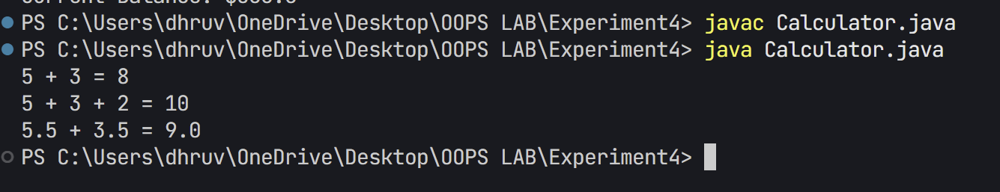 PS C:\Users\dhruv\OneDrive\Desktop\OOPS LAB\Experiment4> javac Calculator.java
PS C:\Users\dhruv\OneDrive\Desktop\OOPS LAB\Experiment4> java Calculator.java
5 + 3 = 8
5 + 3 + 2 = 10
5.5 + 3.5 = 9.0
PS C:\Users\dhruv\OneDrive\Desktop\OOPS LAB\Experiment4>